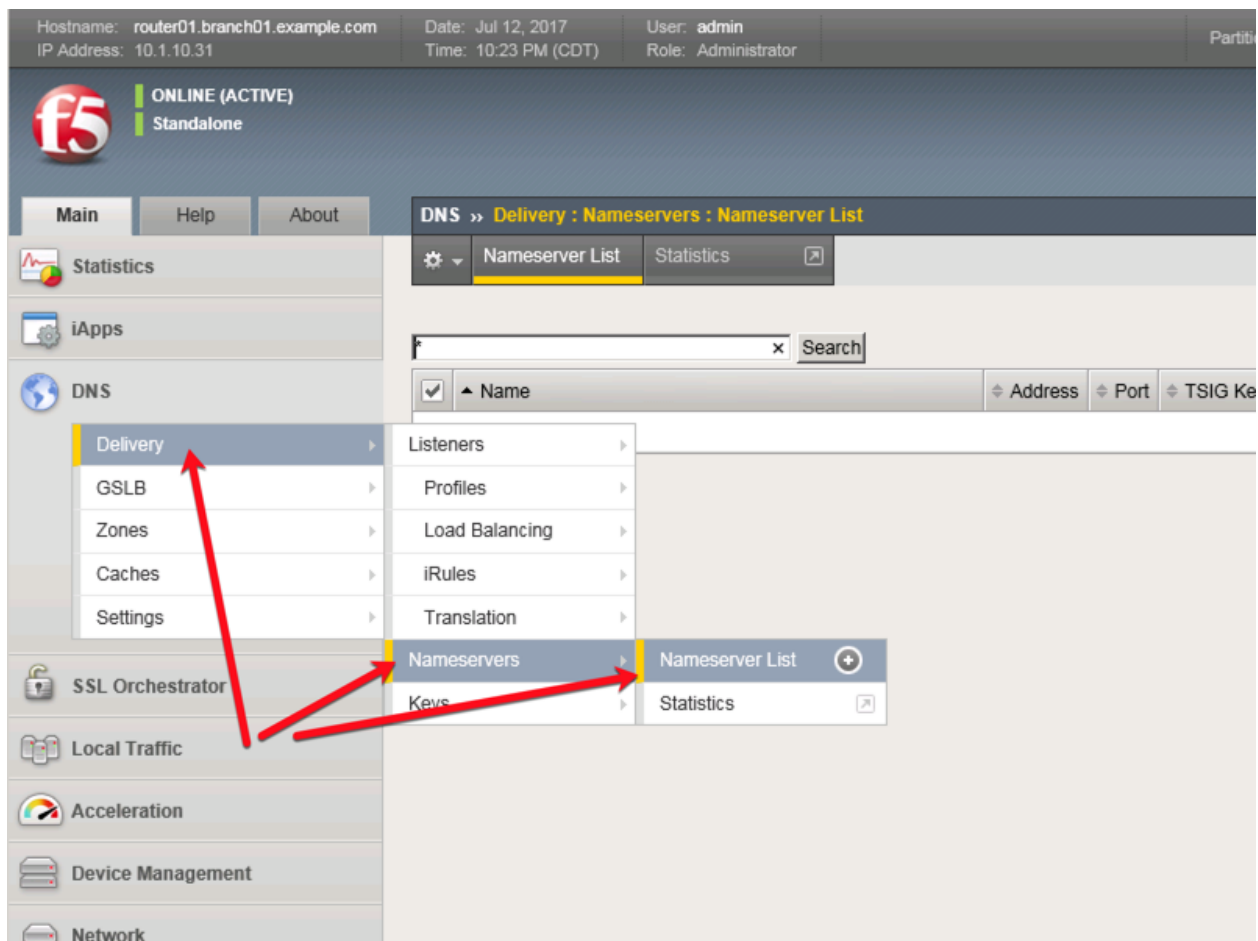 Hostname: router01.branch01.example.com Date: Jul 12, 2017 User: admin
IP Address: 10.1.10.31 Time: 10:23 PM (CDT) Role: Administrator
Partiti
f5
ONLINE (ACTIVE)
Standalone
Main Help About
DNS ›› Delivery : Nameservers : Nameserver List
Nameserver List Statistics
Statistics
iApps
* × Search
DNS
Name Address Port TSIG Ke
Delivery Listeners
GSLB Profiles
Zones Load Balancing
Caches iRules
Settings Translation
Nameservers Nameserver List
SSL Orchestrator
Keys Statistics
Local Traffic
Acceleration
Device Management
Network